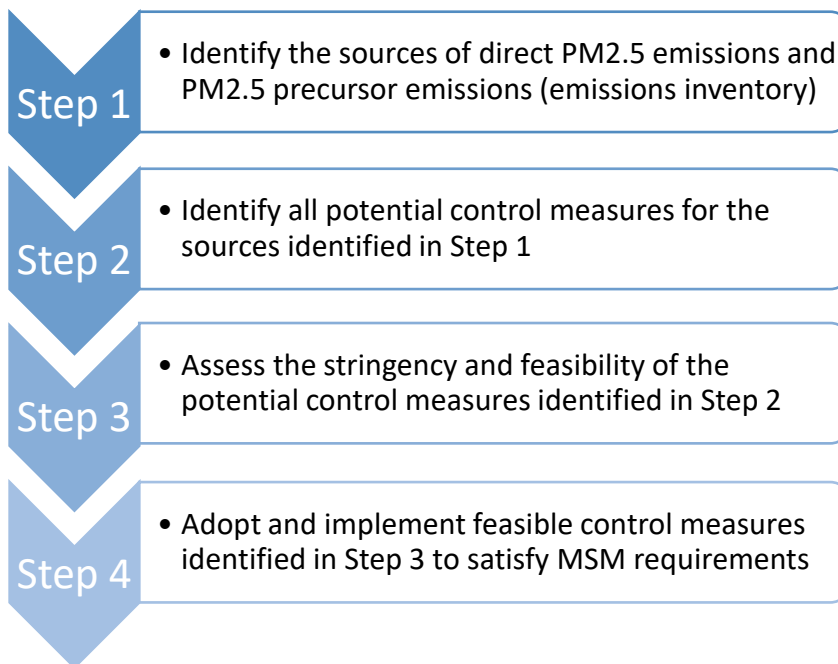 Step 1
• Identify the sources of direct PM2.5 emissions and
PM2.5 precursor emissions (emissions inventory)
Step 2
• Identify all potential control measures for the
sources identified in Step 1
Step 3
• Assess the stringency and feasibility of the
potential control measures identified in Step 2
Step 4
• Adopt and implement feasible control measures
identified in Step 3 to satisfy MSM requirements